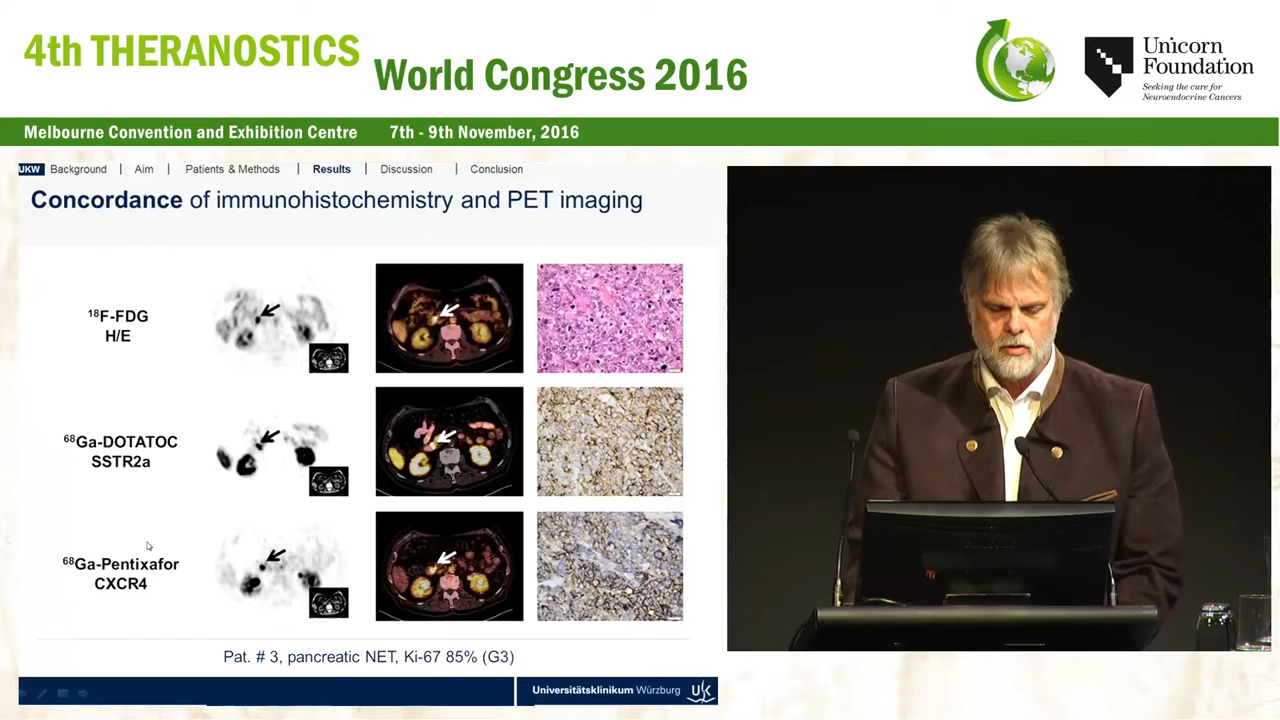 4th THERANOSTICS
World Congress 2016
Unicorn
Foundation
Seeking the cure for
Neuroendocrine Cancers
Melbourne Convention and Exhibition Centre 7th - 9th November, 2016
UKW Background | Aim | Patients & Methods | Results | Discussion | Conclusion
Concordance of immunohistochemistry and PET imaging
¹⁸F-FDG
H/E
⁶⁸Ga-DOTATOC
SSTR2a
⁶⁸Ga-Pentixafor
CXCR4
Pat. # 3, pancreatic NET, Ki-67 85% (G3)
Universitätsklinikum Würzburg UK